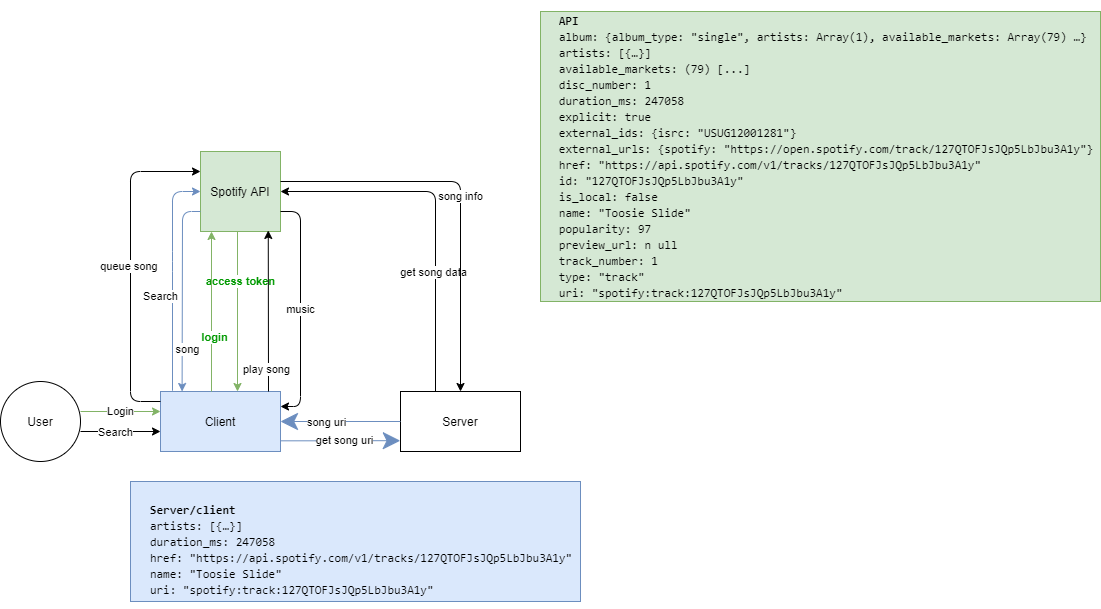 API
album: {album_type: "single", artists: Array(1), available_markets: Array(79) …}
artists: [{…}]
available_markets: (79) [...]
disc_number: 1
duration_ms: 247058
explicit: true
external_ids: {isrc: "USUG12001281"}
external_urls: {spotify: "https://open.spotify.com/track/127QTOFJsJQp5LbJbu3A1y"}
href: "https://api.spotify.com/v1/tracks/127QTOFJsJQp5LbJbu3A1y"
id: "127QTOFJsJQp5LbJbu3A1y"
is_local: false
name: "Toosie Slide"
popularity: 97
preview_url: n ull
track_number: 1
type: "track"
uri: "spotify:track:127QTOFJsJQp5LbJbu3A1y"
Spotify API
song info
queue song
get song data
access token
Search
music
login
song
play song
User
Login
Search
Client
song uri
get song uri
Server
Server/client
artists: [{…}]
duration_ms: 247058
href: "https://api.spotify.com/v1/tracks/127QTOFJsJQp5LbJbu3A1y"
name: "Toosie Slide"
uri: "spotify:track:127QTOFJsJQp5LbJbu3A1y"